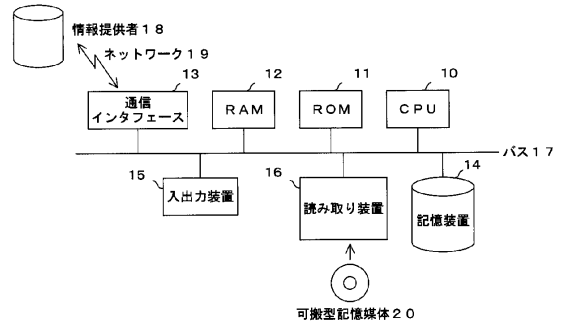 情報提供者18
ネットワーク19
13
通信
インタフェース
12
RAM
11
ROM
10
CPU
バス17
15
入出力装置
16
読み取り装置
14
記憶装置
可搬型記憶媒体20